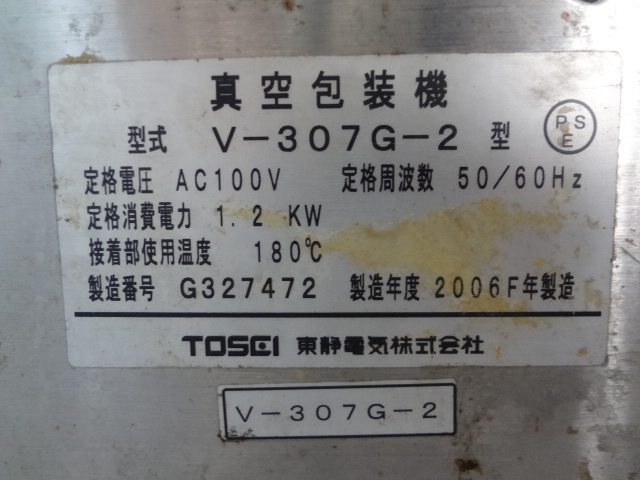 真空包装機
型式 V-307G-2 型 PSE
定格電圧 AC100V 定格周波数 50/60Hz
定格消費電力 1.2 KW
接着部使用温度 180℃
製造番号 G327472 製造年度 2006F年製造
TOSEI 東静電気株式会社
V-307G-2